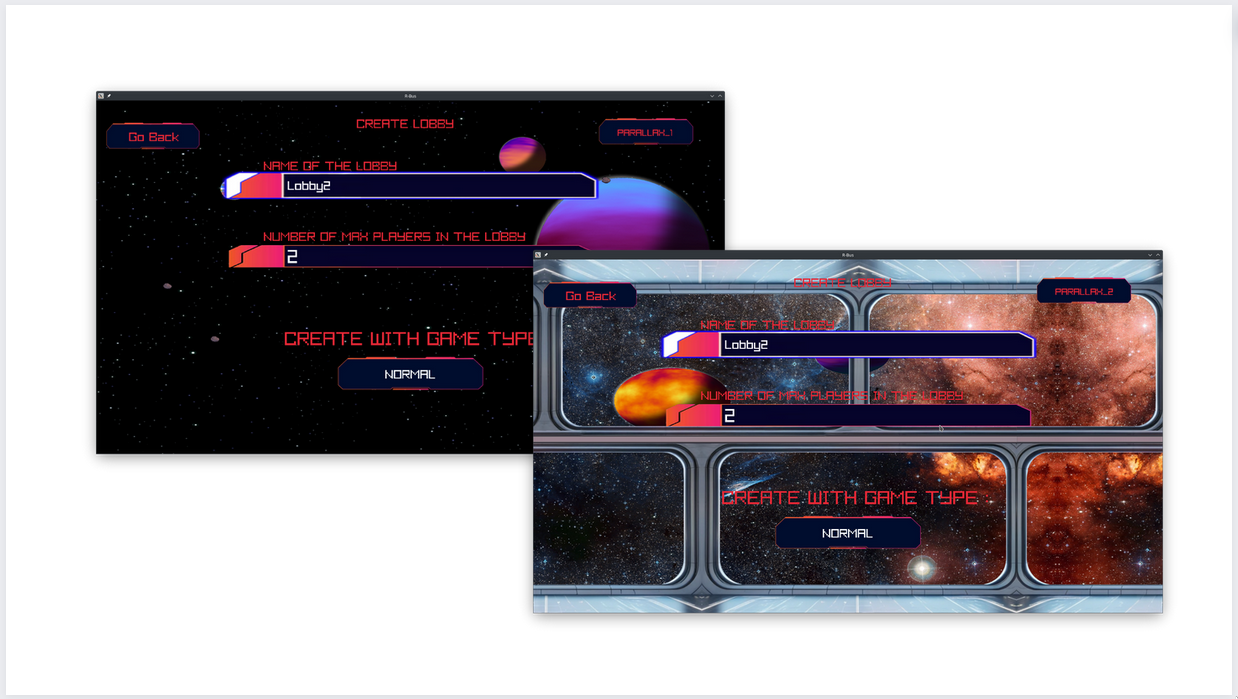 R-Bus
Go Back
CREATE LOBBY
PARALLAX_1
NAME OF THE LOBBY
Lobby2
NUMBER OF MAX PLAYERS IN THE LOBBY
2
CREATE WITH GAME TYPE
NORMAL
R-Bus
Go Back
CREATE LOBBY
PARALLAX_2
NAME OF THE LOBBY
Lobby2
NUMBER OF MAX PLAYERS IN THE LOBBY
2
CREATE WITH GAME TYPE
NORMAL